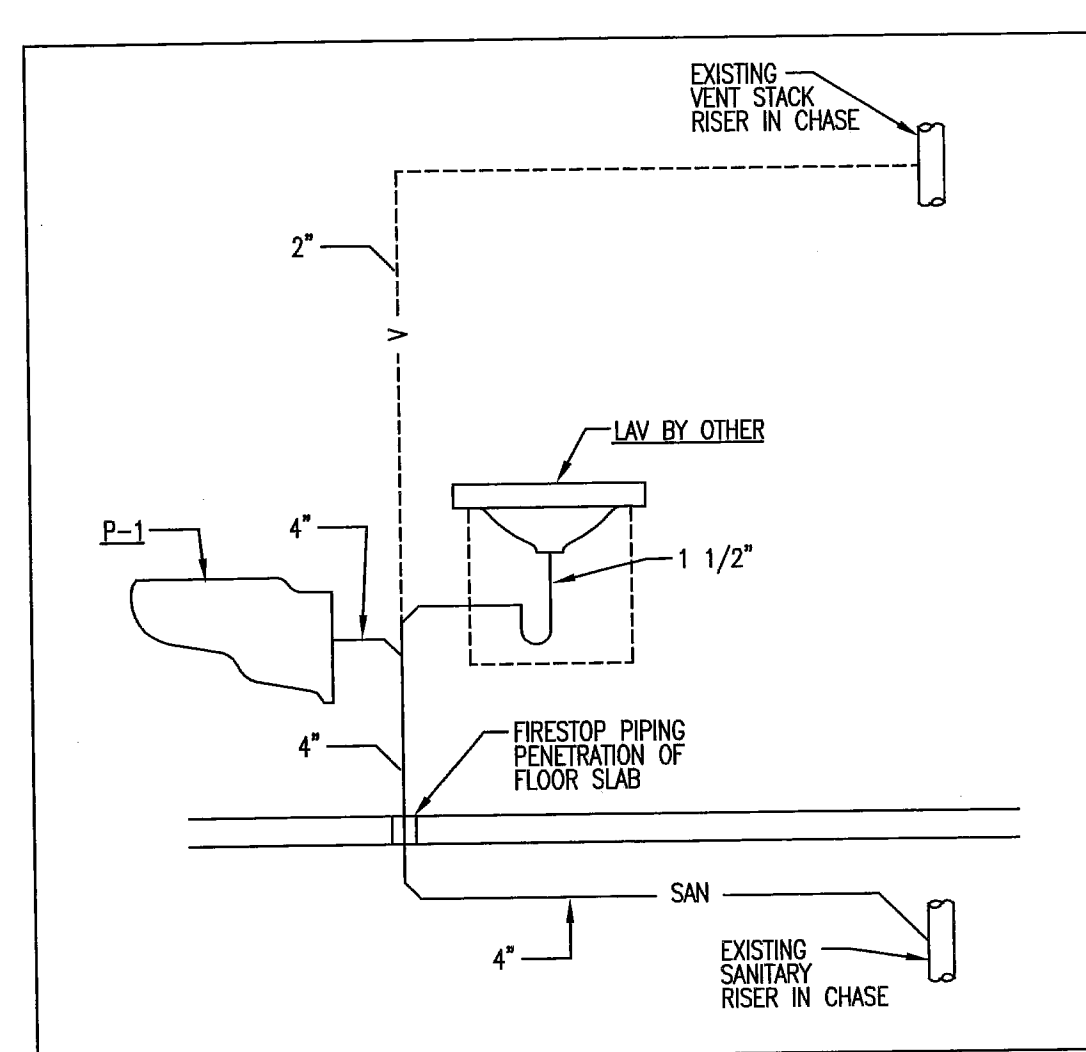 EXISTING
VENT STACK
RISER IN CHASE
2"
V
LAV BY OTHER
P-1
4"
1 1/2"
4"
FIRESTOP PIPING
PENETRATION OF
FLOOR SLAB
SAN
4"
EXISTING
SANITARY
RISER IN CHASE